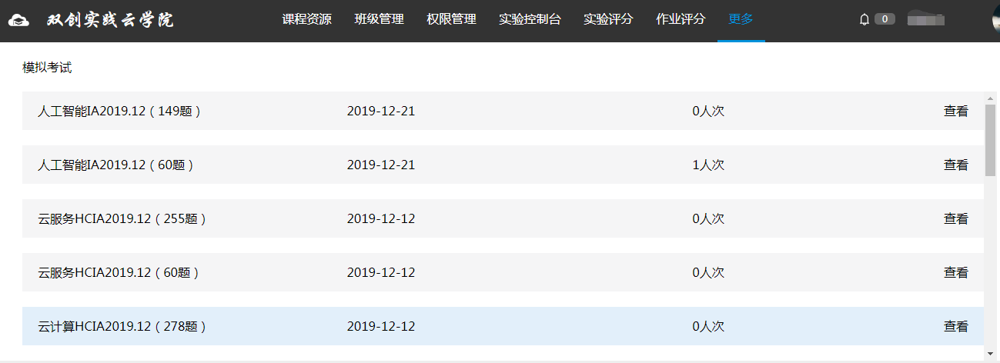 双创实践云学院 课程资源 班级管理 权限管理 实验控制台 实验评分 作业评分 更多 0
模拟考试
人工智能IA2019.12（149题） 2019-12-21 0人次 查看
人工智能IA2019.12（60题） 2019-12-21 1人次 查看
云服务HCIA2019.12（255题） 2019-12-12 0人次 查看
云服务HCIA2019.12（60题） 2019-12-12 0人次 查看
云计算HCIA2019.12（278题） 2019-12-12 0人次 查看